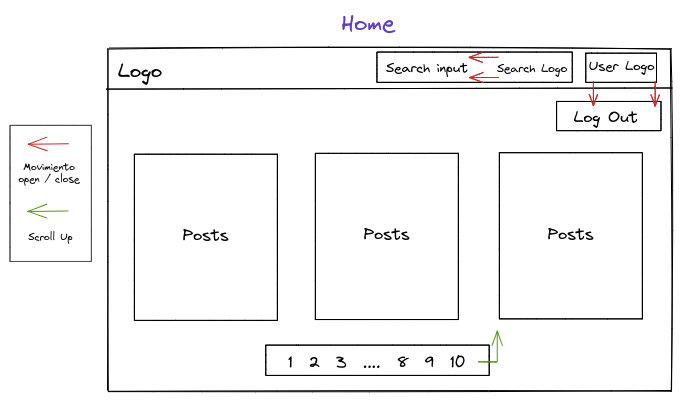 Home
Logo
Search input
Search Logo
User Logo
Log Out
Movimiento
open / close
Scroll Up
Posts
Posts
Posts
1 2 3 .... 8 9 10